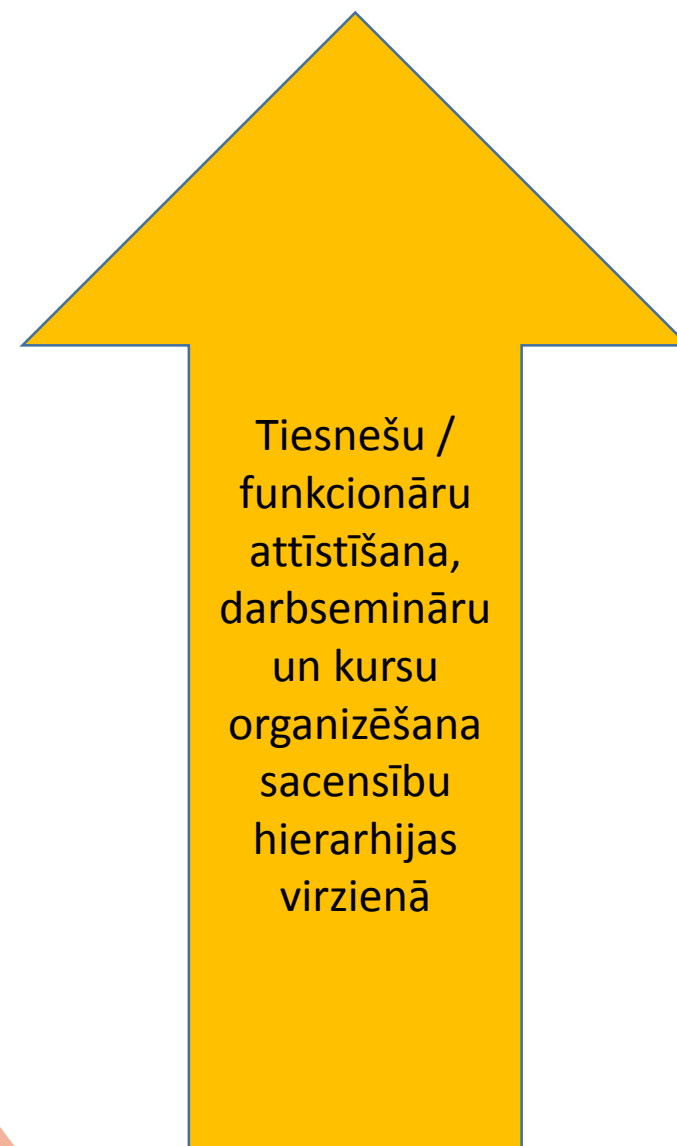 Tiesnešu /
funkcionāru
attīstīšana,
darbsemināru
un kursu
organizēšana
sacensību
hierarhijas
virzienā